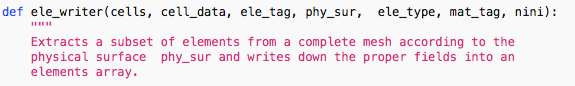 def ele_writer(cells, cell_data, ele_tag, phy_sur,  ele_type, mat_tag, nini):
"""
Extracts a subset of elements from a complete mesh according to the
physical surface  phy_sur and writes down the proper fields into an
elements array.